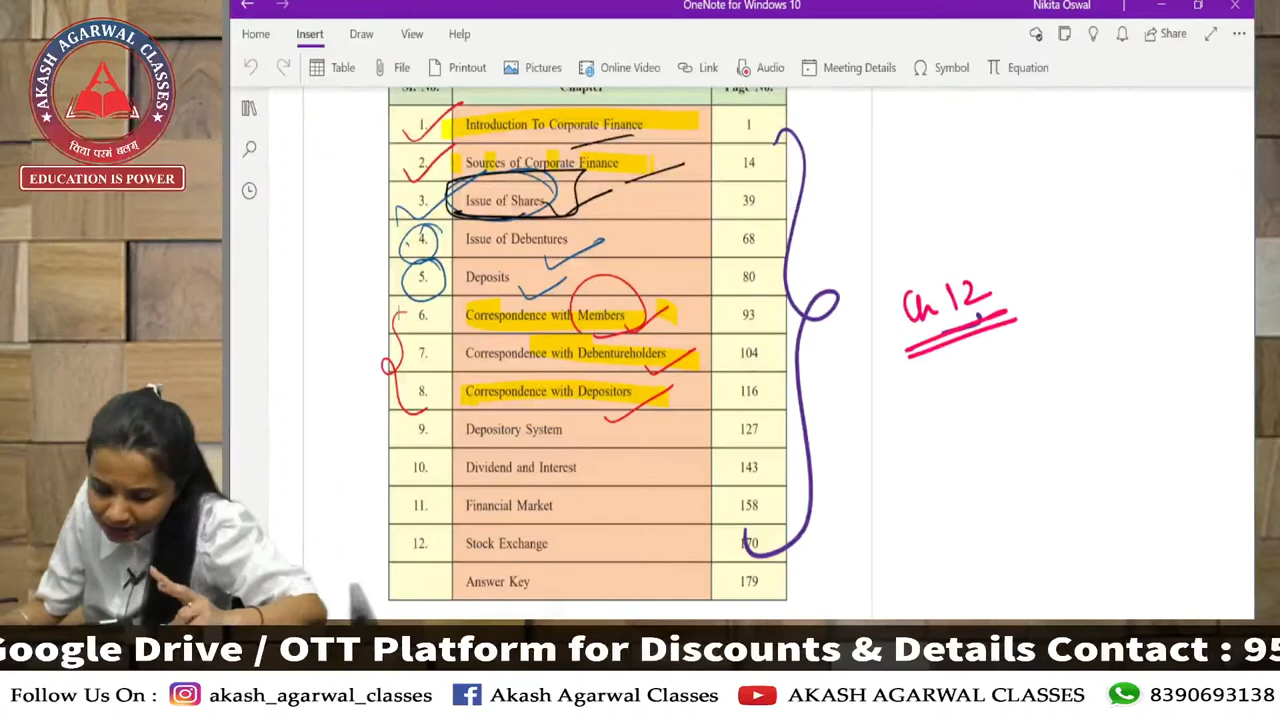 OneNote for Windows 10
Nikita Oswal
Home
Insert
Draw
View
Help
Share
Table
File
Printout
Pictures
Online Video
Link
Audio
Meeting Details
Symbol
Equation
AKASH AGARWAL CLASSES
विद्या परमं बलम्
EDUCATION IS POWER
Sr. No. Chapter Page No.
1. Introduction To Corporate Finance 1
2. Sources of Corporate Finance 14
3. Issue of Shares 39
4. Issue of Debentures 68
5. Deposits 80
6. Correspondence with Members 93
7. Correspondence with Debentureholders 104
8. Correspondence with Depositors 116
9. Depository System 127
10. Dividend and Interest 143
11. Financial Market 158
12. Stock Exchange 170
Answer Key 179
Ch 12
Google Drive / OTT Platform for Discounts & Details Contact : 95
Follow Us On : akash_agarwal_classes Akash Agarwal Classes AKASH AGARWAL CLASSES 8390693138